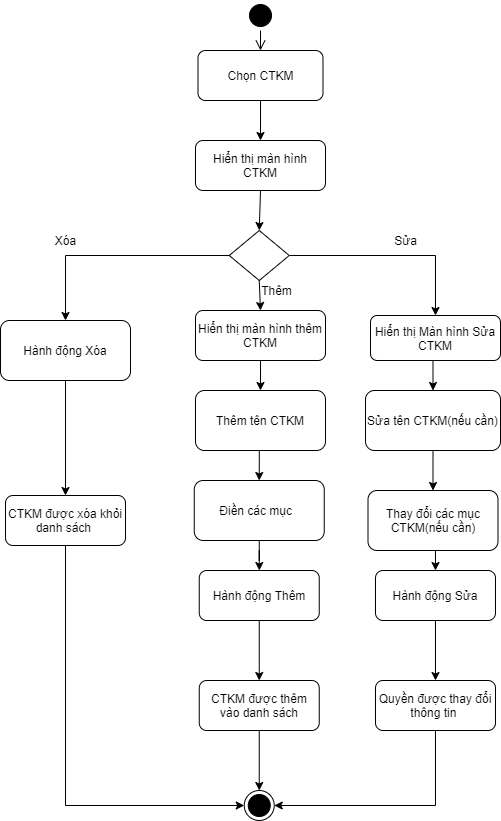 Chọn CTKM
Hiển thị màn hình
CTKM
Xóa
Sửa
Thêm
Hành động Xóa
CTKM được xóa khỏi
danh sách
Hiển thị màn hình thêm
CTKM
Thêm tên CTKM
Điền các mục
Hành động Thêm
CTKM được thêm
vào danh sách
Hiển thị Màn hình Sửa
CTKM
Sửa tên CTKM(nếu cần)
Thay đổi các mục
CTKM(nếu cần)
Hành động Sửa
Quyền được thay đổi
thông tin